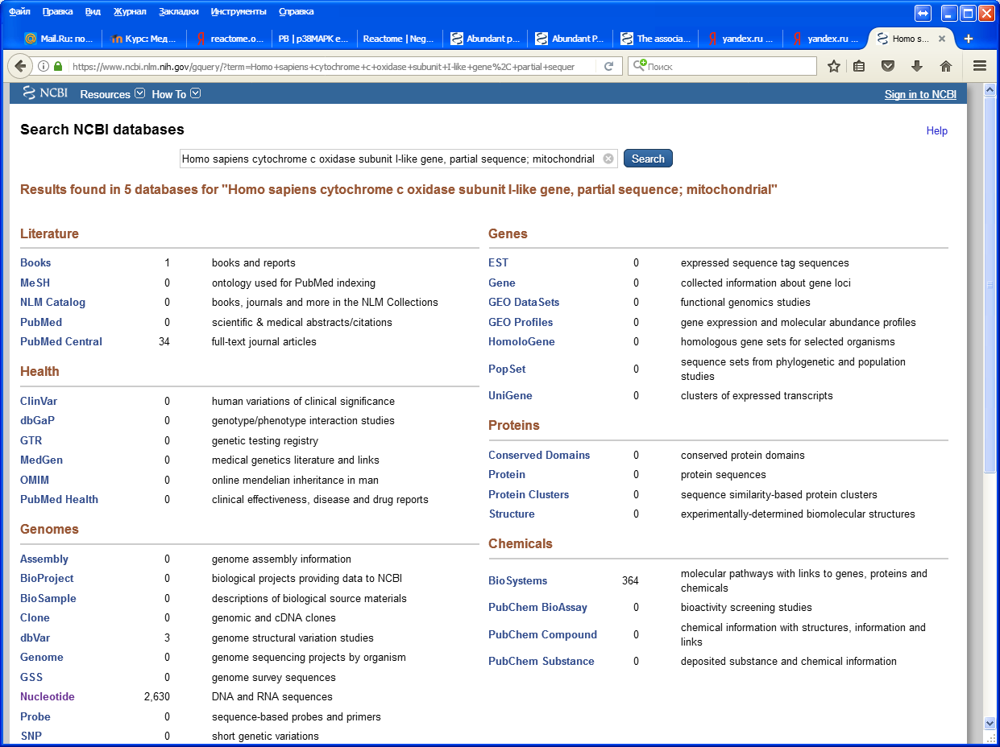 Файл Правка Вид Журнал Закладки Инструменты Справка
Mail.Ru: по... Курс: Мед... reactome.o... РВ | р38МАРК е... Reactome | Neg... Abundant p... Abundant P... The associa... yandex.ru ... yandex.ru ... Homo s...
https://www.ncbi.nlm.nih.gov/gquery/?term=Homo+sapiens+cytochrome+c+oxidase+subunit+I-like+gene%2C+partial+sequer Поиск
NCBI Resources How To Sign in to NCBI
Search NCBI databases
Help
Homo sapiens cytochrome c oxidase subunit I-like gene, partial sequence; mitochondrial Search
Results found in 5 databases for "Homo sapiens cytochrome c oxidase subunit I-like gene, partial sequence; mitochondrial"
Literature
Books 1 books and reports
MeSH 0 ontology used for PubMed indexing
NLM Catalog 0 books, journals and more in the NLM Collections
PubMed 0 scientific & medical abstracts/citations
PubMed Central 34 full-text journal articles
Health
ClinVar 0 human variations of clinical significance
dbGaP 0 genotype/phenotype interaction studies
GTR 0 genetic testing registry
MedGen 0 medical genetics literature and links
OMIM 0 online mendelian inheritance in man
PubMed Health 0 clinical effectiveness, disease and drug reports
Genomes
Assembly 0 genome assembly information
BioProject 0 biological projects providing data to NCBI
BioSample 0 descriptions of biological source materials
Clone 0 genomic and cDNA clones
dbVar 3 genome structural variation studies
Genome 0 genome sequencing projects by organism
GSS 0 genome survey sequences
Nucleotide 2,630 DNA and RNA sequences
Probe 0 sequence-based probes and primers
SNP 0 short genetic variations
Genes
EST 0 expressed sequence tag sequences
Gene 0 collected information about gene loci
GEO DataSets 0 functional genomics studies
GEO Profiles 0 gene expression and molecular abundance profiles
HomoloGene 0 homologous gene sets for selected organisms
PopSet 0 sequence sets from phylogenetic and population
studies
UniGene 0 clusters of expressed transcripts
Proteins
Conserved Domains 0 conserved protein domains
Protein 0 protein sequences
Protein Clusters 0 sequence similarity-based protein clusters
Structure 0 experimentally-determined biomolecular structures
Chemicals
BioSystems 364 molecular pathways with links to genes, proteins and
chemicals
PubChem BioAssay 0 bioactivity screening studies
PubChem Compound 0 chemical information with structures, information and
links
PubChem Substance 0 deposited substance and chemical information